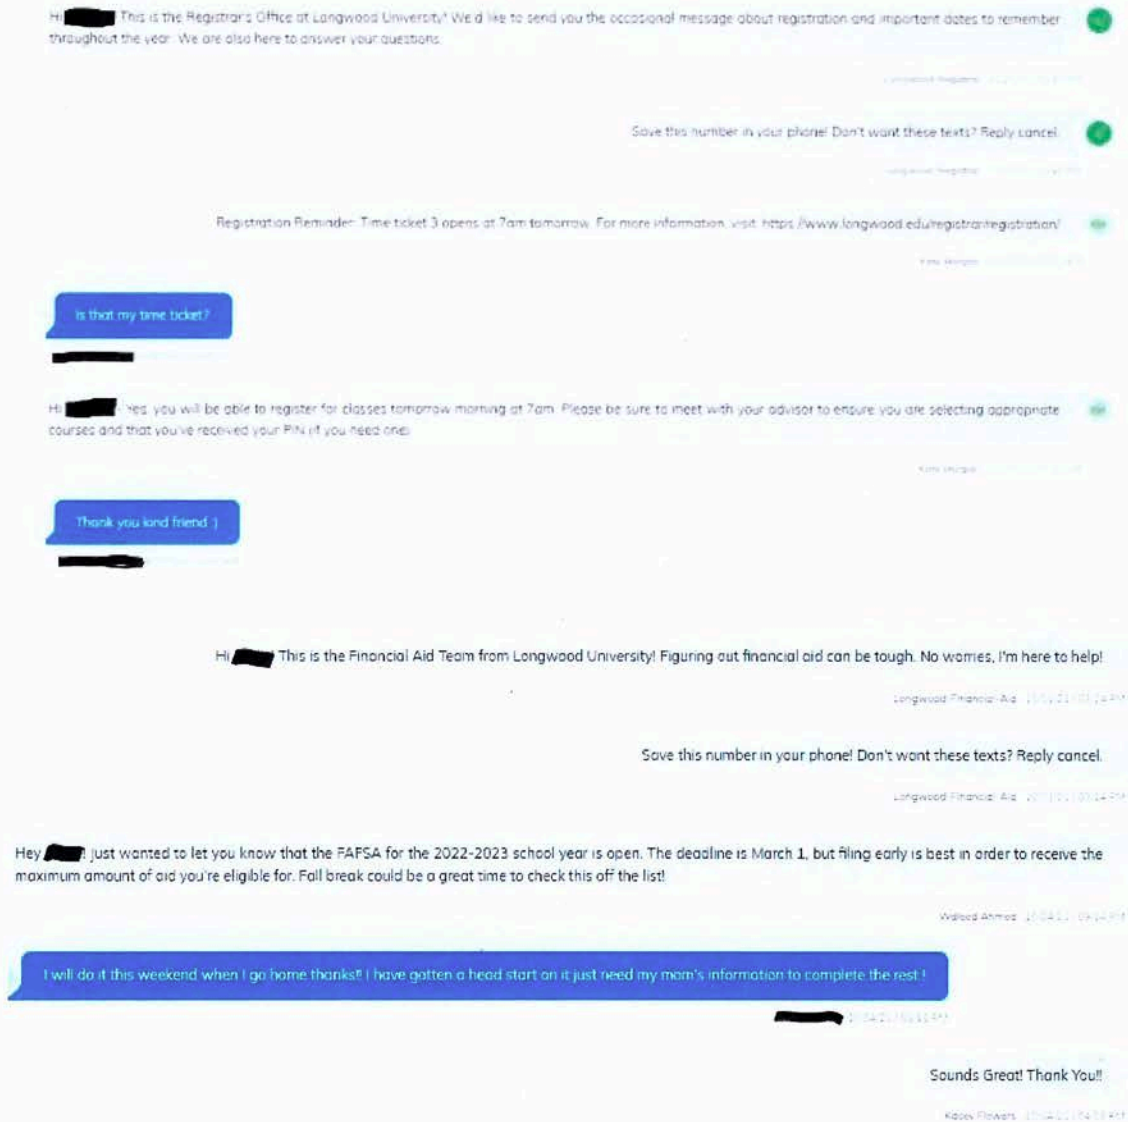 Hi This is the Registrar's Office at Longwood University! We'd like to send you the occasional message about registration and important dates to remember
throughout the year. We are also here to answer your questions.
Longwood Registrar
Save this number in your phone! Don't want these texts? Reply cancel.
Longwood Registrar
Registration Reminder: Time ticket 3 opens at 7am tomorrow. For more information, visit: https://www.longwood.edu/registrar/registration/
Is that my time ticket?
Hi - Yes, you will be able to register for classes tomorrow morning at 7am. Please be sure to meet with your advisor to ensure you are selecting appropriate
courses and that you've received your PIN (if you need one).
Thank you kind friend :)
Hi This is the Financial Aid Team from Longwood University! Figuring out financial aid can be tough. No worries, I'm here to help!
Longwood Financial Aid
Save this number in your phone! Don't want these texts? Reply cancel.
Longwood Financial Aid
Hey ! Just wanted to let you know that the FAFSA for the 2022-2023 school year is open. The deadline is March 1, but filing early is best in order to receive the
maximum amount of aid you're eligible for. Fall break could be a great time to check this off the list!
Waleed Ahmed
I will do it this weekend when I go home thanks!! I have gotten a head start on it just need my mom's information to complete the rest !
Sounds Great! Thank You!!
Kacey Flowers